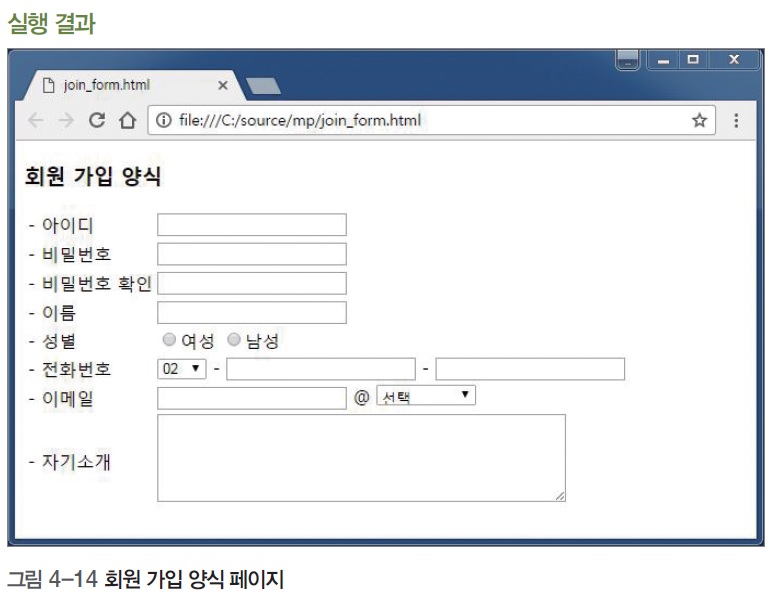 실행 결과
join_form.html
file:///C:/source/mp/join_form.html
회원 가입 양식
- 아이디
- 비밀번호
- 비밀번호 확인
- 이름
- 성별 여성 남성
- 전화번호 02 - -
- 이메일 @ 선택
- 자기소개
그림 4-14 회원 가입 양식 페이지